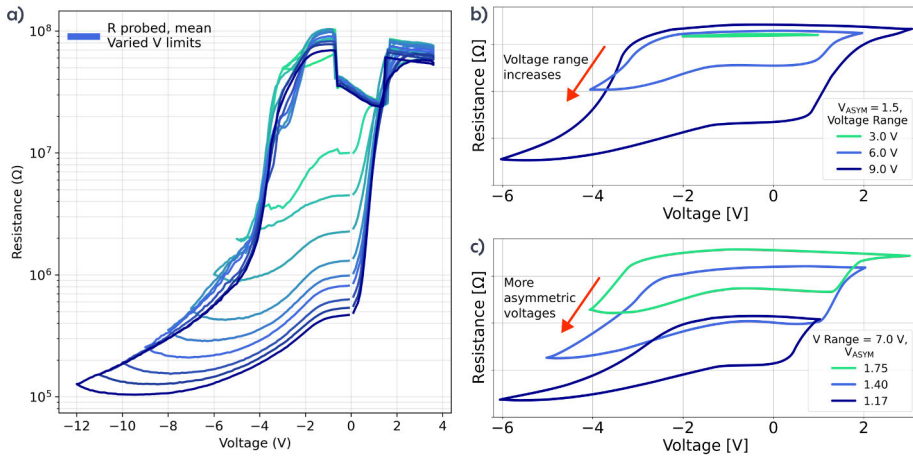 a)
R probed, mean
Varied V limits
10⁸
10⁷
10⁶
10⁵
Resistance (Ω)
−12 −10 −8 −6 −4 −2 0 2 4
Voltage (V)
b)
Resistance [Ω]
Voltage range
increases
V_ASYM = 1.5,
Voltage Range
3.0 V
6.0 V
9.0 V
−6 −4 −2 0 2
Voltage [V]
c)
Resistance [Ω]
More
asymmetric
voltages
V Range = 7.0 V,
V_ASYM
1.75
1.40
1.17
−6 −4 −2 0 2
Voltage [V]